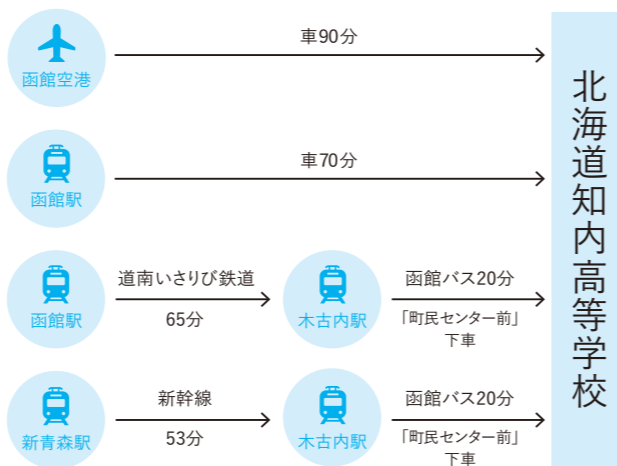 函館空港
車90分
函館駅
車70分
函館駅
道南いさりび鉄道
65分
木古内駅
函館バス20分
「町民センター前」
下車
新青森駅
新幹線
53分
木古内駅
函館バス20分
「町民センター前」
下車
北海道知内高等学校